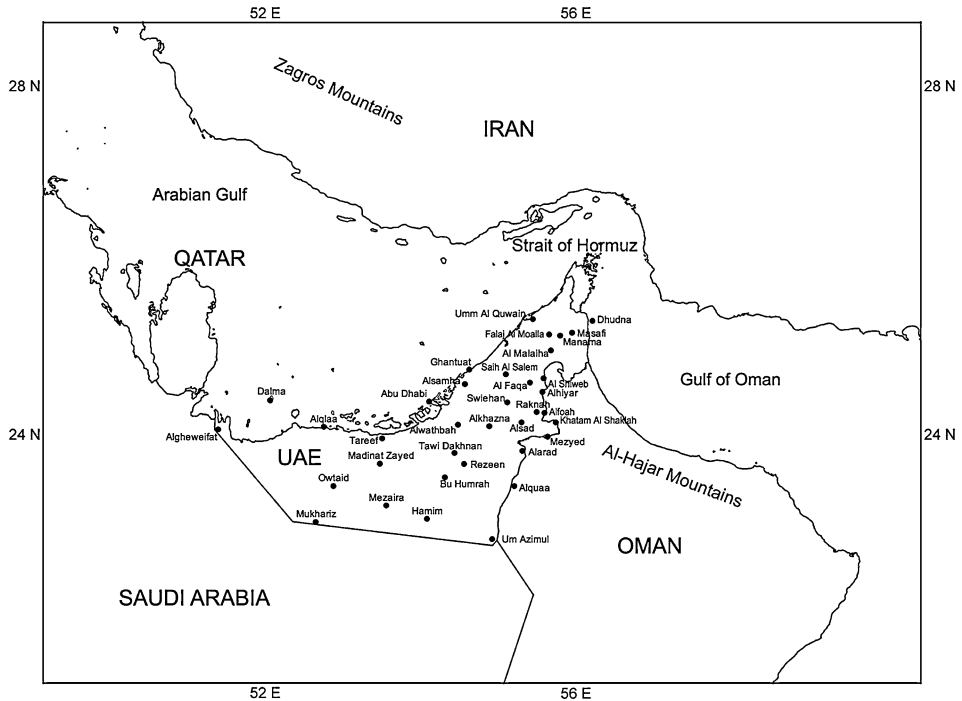 52 E
56 E
28 N
28 N
Zagros Mountains
IRAN
Arabian Gulf
Strait of Hormuz
QATAR
Umm Al Quwain
Dhudna
Falaj Al Moalla
Masafi
Manama
Al Malaiha
Ghantuat
Saih Al Salem
Gulf of Oman
Alsamha
Al Faqa
Al Shweb
Dalma
Abu Dhabi
Alhiyar
Swiehan
Raknah
Alfoah
Alqlaa
Alkhazna
Khatam Al Shaklah
Algheweifat
Alwathbah
Alsad
24 N
24 N
Tareef
Mezyed
Tawi Dakhnan
Alarad
UAE
Madinat Zayed
Rezeen
Al-Hajar Mountains
Owtaid
Bu Humrah
Alquaa
Mezaira
Mukhariz
Hamim
Um Azimul
OMAN
SAUDI ARABIA
52 E
56 E